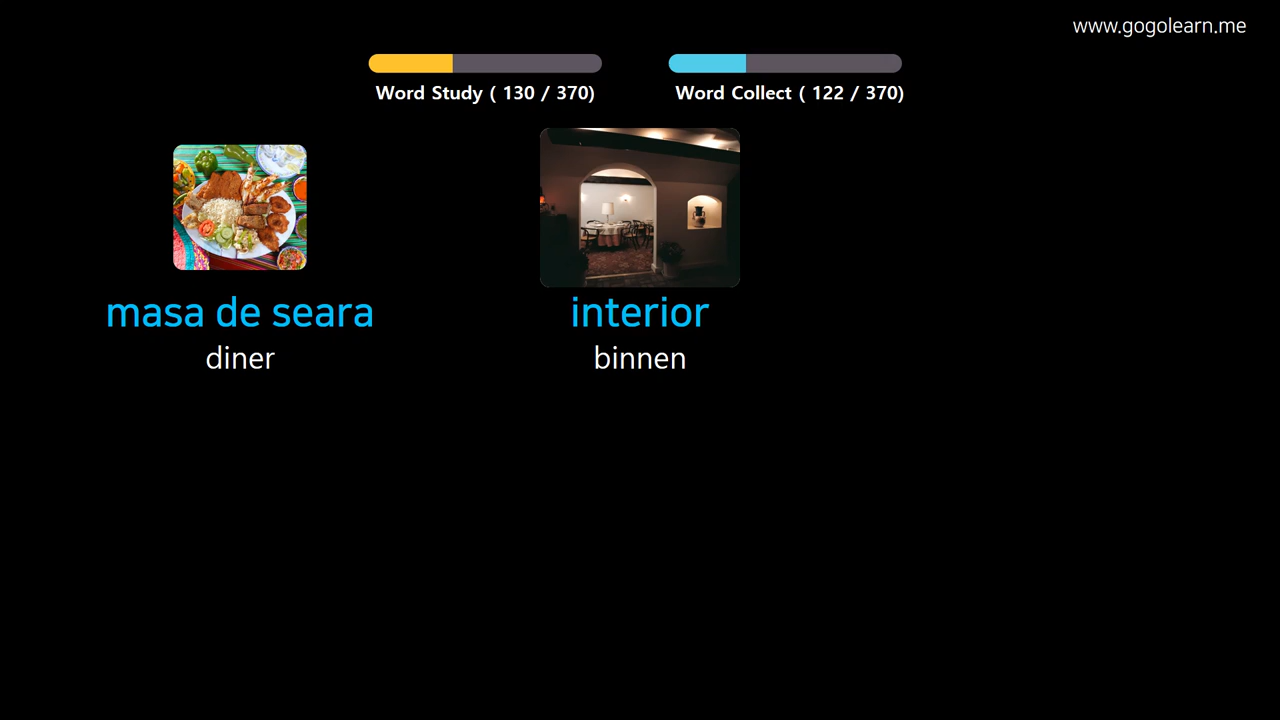 www.gogolearn.me
Word Study ( 130 / 370)
Word Collect ( 122 / 370)
masa de seara
diner
interior
binnen